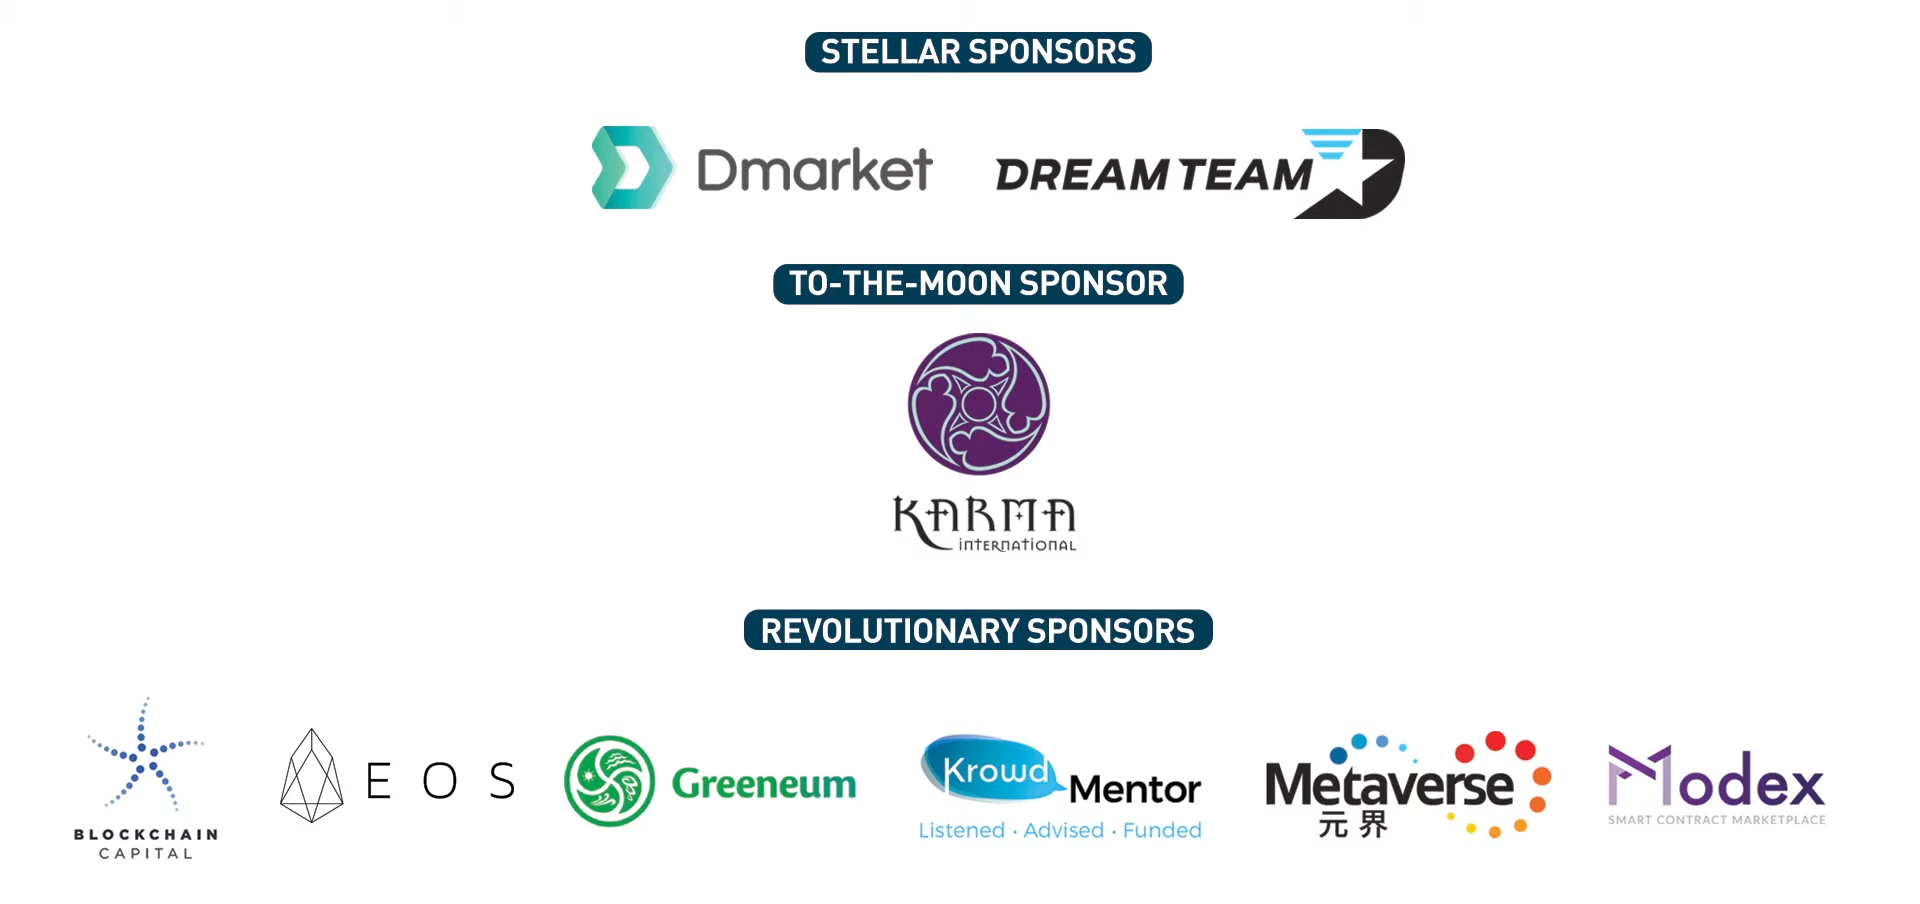 STELLAR SPONSORS
Dmarket
DREAM TEAM
TO-THE-MOON SPONSOR
KARMA
INTERNATIONAL
REVOLUTIONARY SPONSORS
BLOCKCHAIN
CAPITAL
EOS
Greeneum
Krowd Mentor
Listened · Advised · Funded
Metaverse
元界
Modex
SMART CONTRACT MARKETPLACE